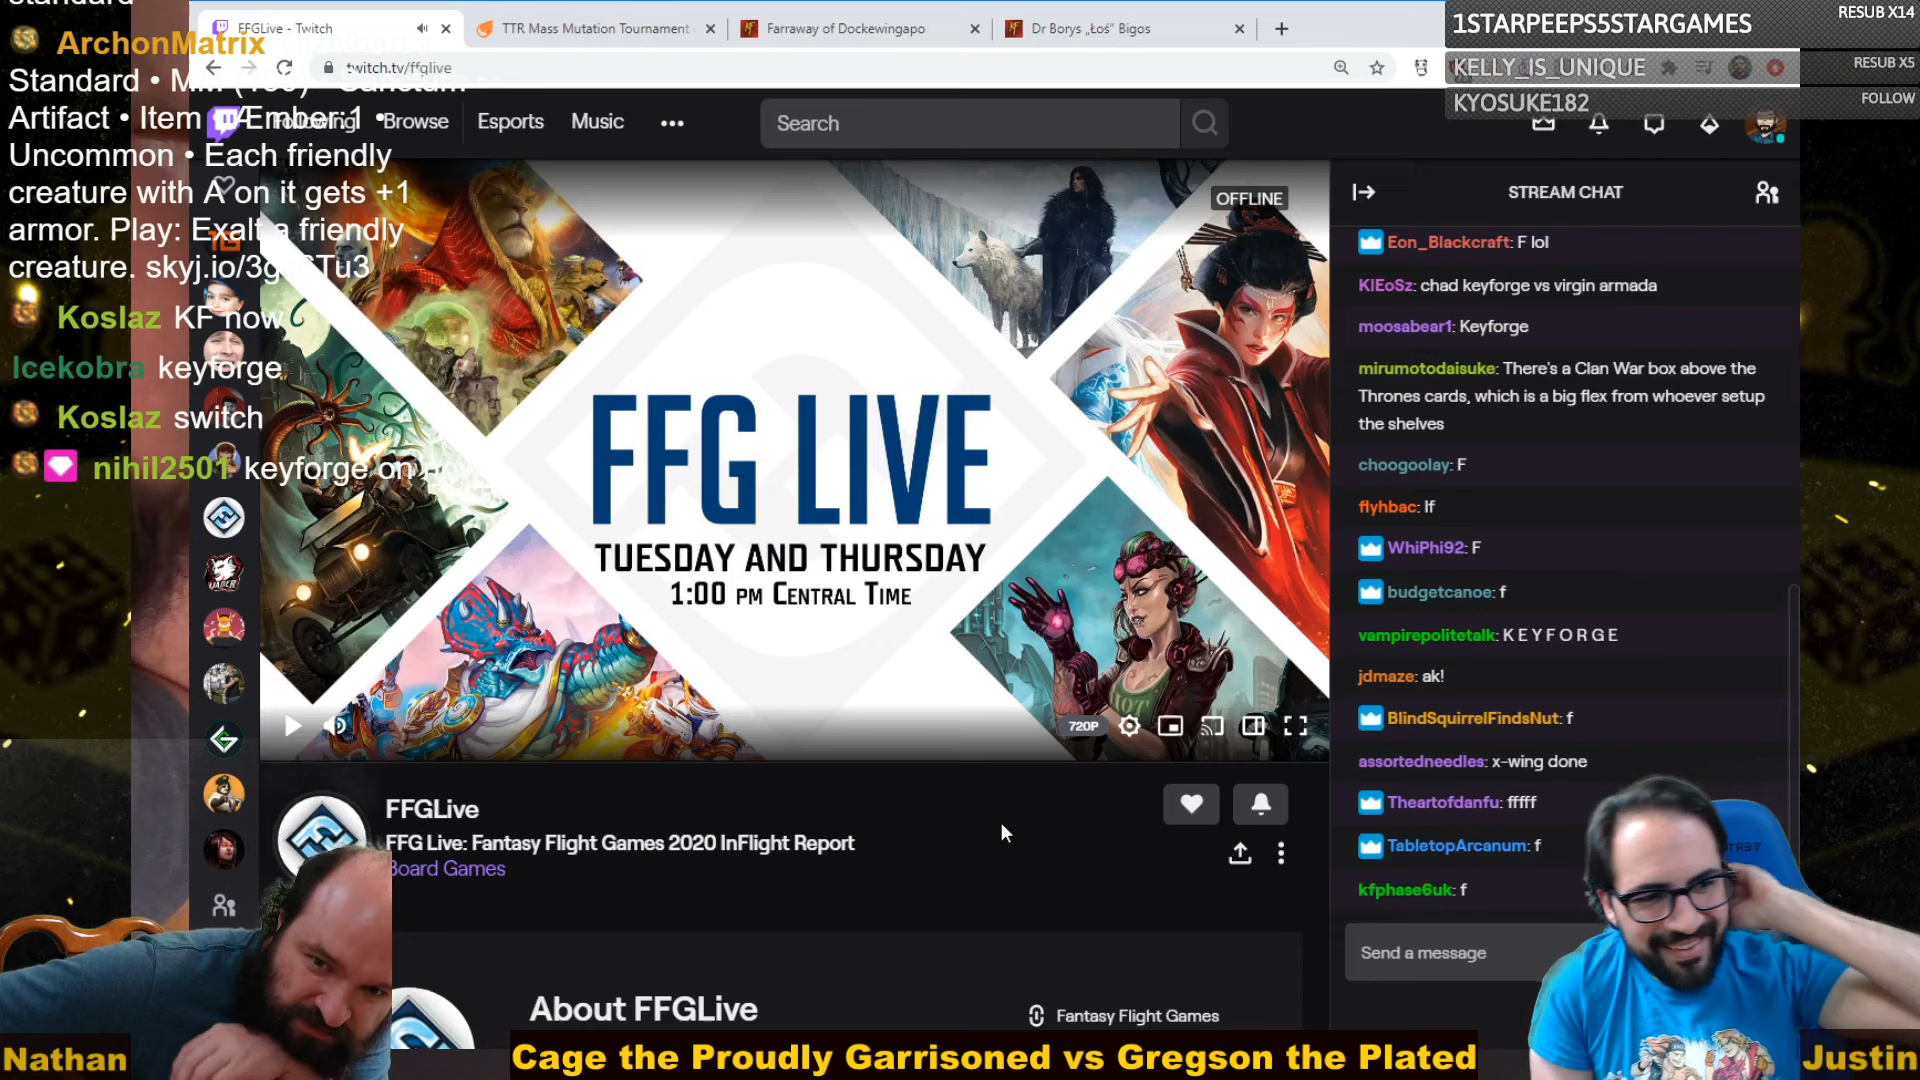 standard
ArchonMatrix
Standard • MM
Artifact • Item • Æmber: 1 •
Uncommon • Each friendly
creature with A on it gets +1
armor. Play: Exalt a friendly
creature.
Koslaz KF now
Icekobra keyforge
Koslaz switch
nihil2501 keyforge on
FFGLive - Twitch
TTR Mass Mutation Tournament
Farraway of Dockewingapo
Dr Borys „Łoś” Bigos
twitch.tv/ffglive
Following
Browse
Esports
Music
Search
1STARPEEPS5STARGAMES
RESUB X14
KELLY_IS_UNIQUE
RESUB X5
KYOSUKE182
FOLLOW
OFFLINE
FFG LIVE
TUESDAY AND THURSDAY
1:00 PM CENTRAL TIME
720P
STREAM CHAT
Eon_Blackcraft: F lol
KlEoSz: chad keyforge vs virgin armada
moosabear1: Keyforge
mirumotodaisuke: There's a Clan War box above the
Thrones cards, which is a big flex from whoever setup
the shelves
choogoolay: F
flyhbac: lf
WhiPhi92: F
budgetcanoe: f
vampirepolitetalk: K E Y F O R G E
jdmaze: ak!
BlindSquirrelFindsNut: f
assortedneedles: x-wing done
Theartofdanfu: fffff
TabletopArcanum: f
kfphase6uk: f
Send a message
FFGLive
FFG Live: Fantasy Flight Games 2020 InFlight Report
Board Games
About FFGLive
Fantasy Flight Games
Nathan
Cage the Proudly Garrisoned vs Gregson the Plated
Justin